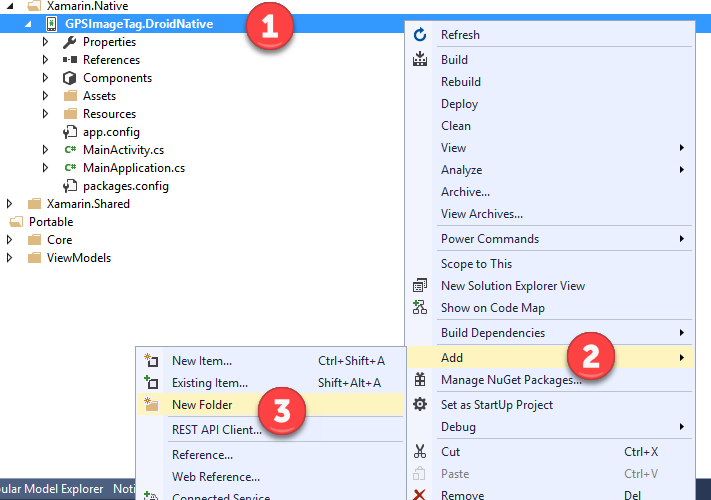 Xamarin.Native
GPSImageTag.DroidNative
1
Properties
References
Components
Assets
Resources
app.config
C# MainActivity.cs
C# MainApplication.cs
packages.config
Xamarin.Shared
Portable
Core
ViewModels
Refresh
Build
Rebuild
Deploy
Clean
View
Analyze
Archive...
View Archives...
Power Commands
Scope to This
New Solution Explorer View
Show on Code Map
Build Dependencies
Add
2
Manage NuGet Packages...
Set as StartUp Project
Debug
Cut Ctrl+X
Paste Ctrl+V
Remove Del
New Item... Ctrl+Shift+A
Existing Item... Shift+Alt+A
New Folder
3
REST API Client...
Reference...
Web Reference...
Connected Service
ular Model Explorer Noti